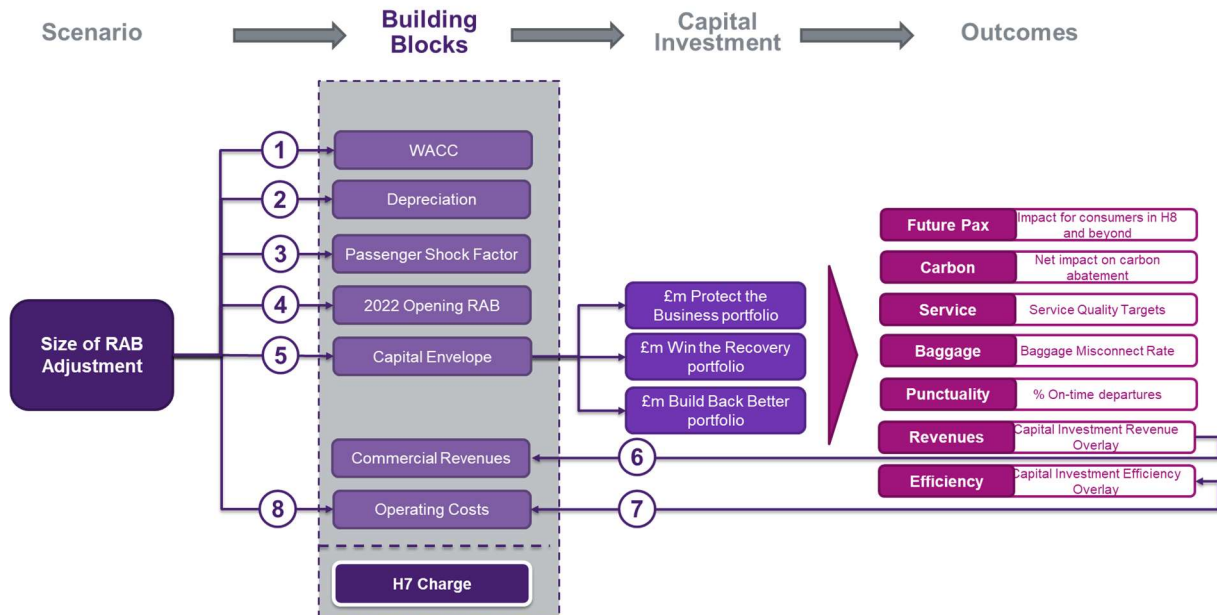 Scenario
Building
Blocks
Capital
Investment
Outcomes
1
WACC
2
Depreciation
3
Passenger Shock Factor
4
2022 Opening RAB
5
Capital Envelope
Size of RAB
Adjustment
£m Protect the
Business portfolio
£m Win the Recovery
portfolio
£m Build Back Better
portfolio
Future Pax
Impact for consumers in H8
and beyond
Carbon
Net impact on carbon
abatement
Service
Service Quality Targets
Baggage
Baggage Misconnect Rate
Punctuality
% On-time departures
Revenues
Capital Investment Revenue
Overlay
Efficiency
Capital Investment Efficiency
Overlay
Commercial Revenues
6
8
Operating Costs
7
H7 Charge